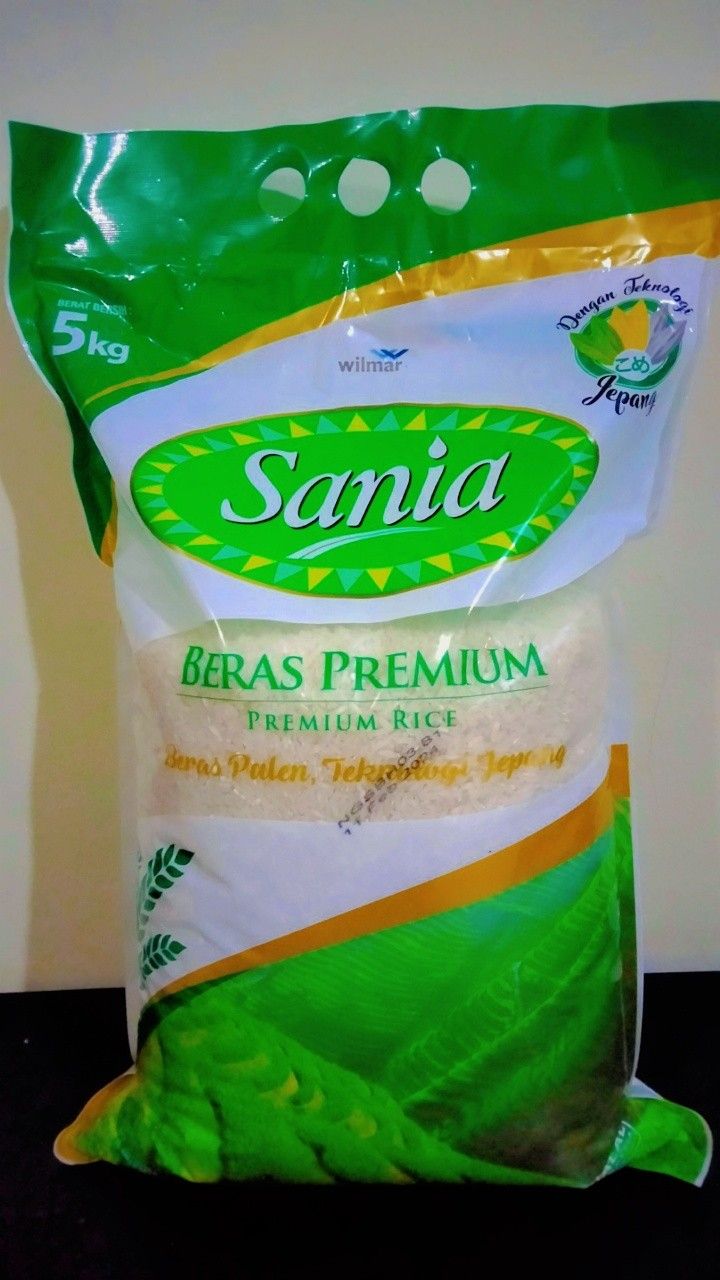 BERAT BERSIH
5kg
wilmar
Dengan Teknologi
こめ
Jepang
Sania
BERAS PREMIUM
PREMIUM RICE
Beras Pulen, Teknologi Jepang